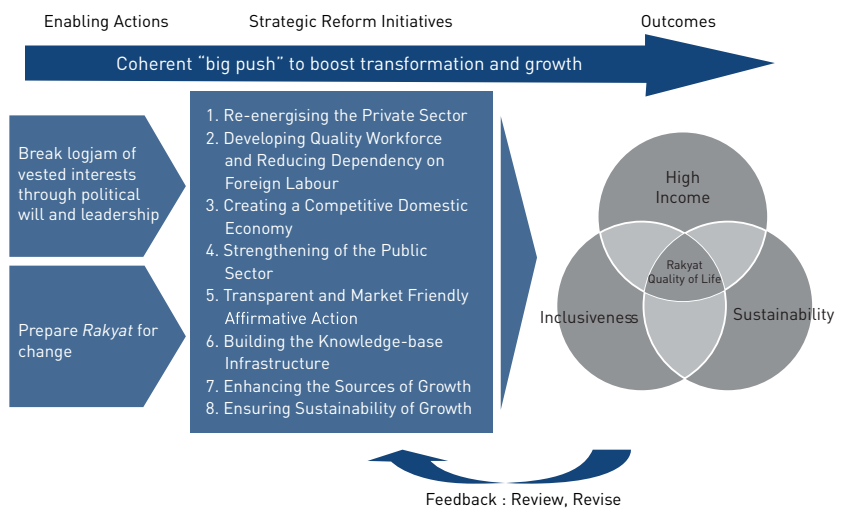 Enabling Actions
Strategic Reform Initiatives
Outcomes
Coherent “big push” to boost transformation and growth
Break logjam of
vested interests
through political
will and leadership
Prepare Rakyat for
change
1. Re-energising the Private Sector
2. Developing Quality Workforce
and Reducing Dependency on
Foreign Labour
3. Creating a Competitive Domestic
Economy
4. Strengthening of the Public
Sector
5. Transparent and Market Friendly
Affirmative Action
6. Building the Knowledge-base
Infrastructure
7. Enhancing the Sources of Growth
8. Ensuring Sustainability of Growth
High
Income
Rakyat
Quality of Life
Inclusiveness
Sustainability
Feedback : Review, Revise